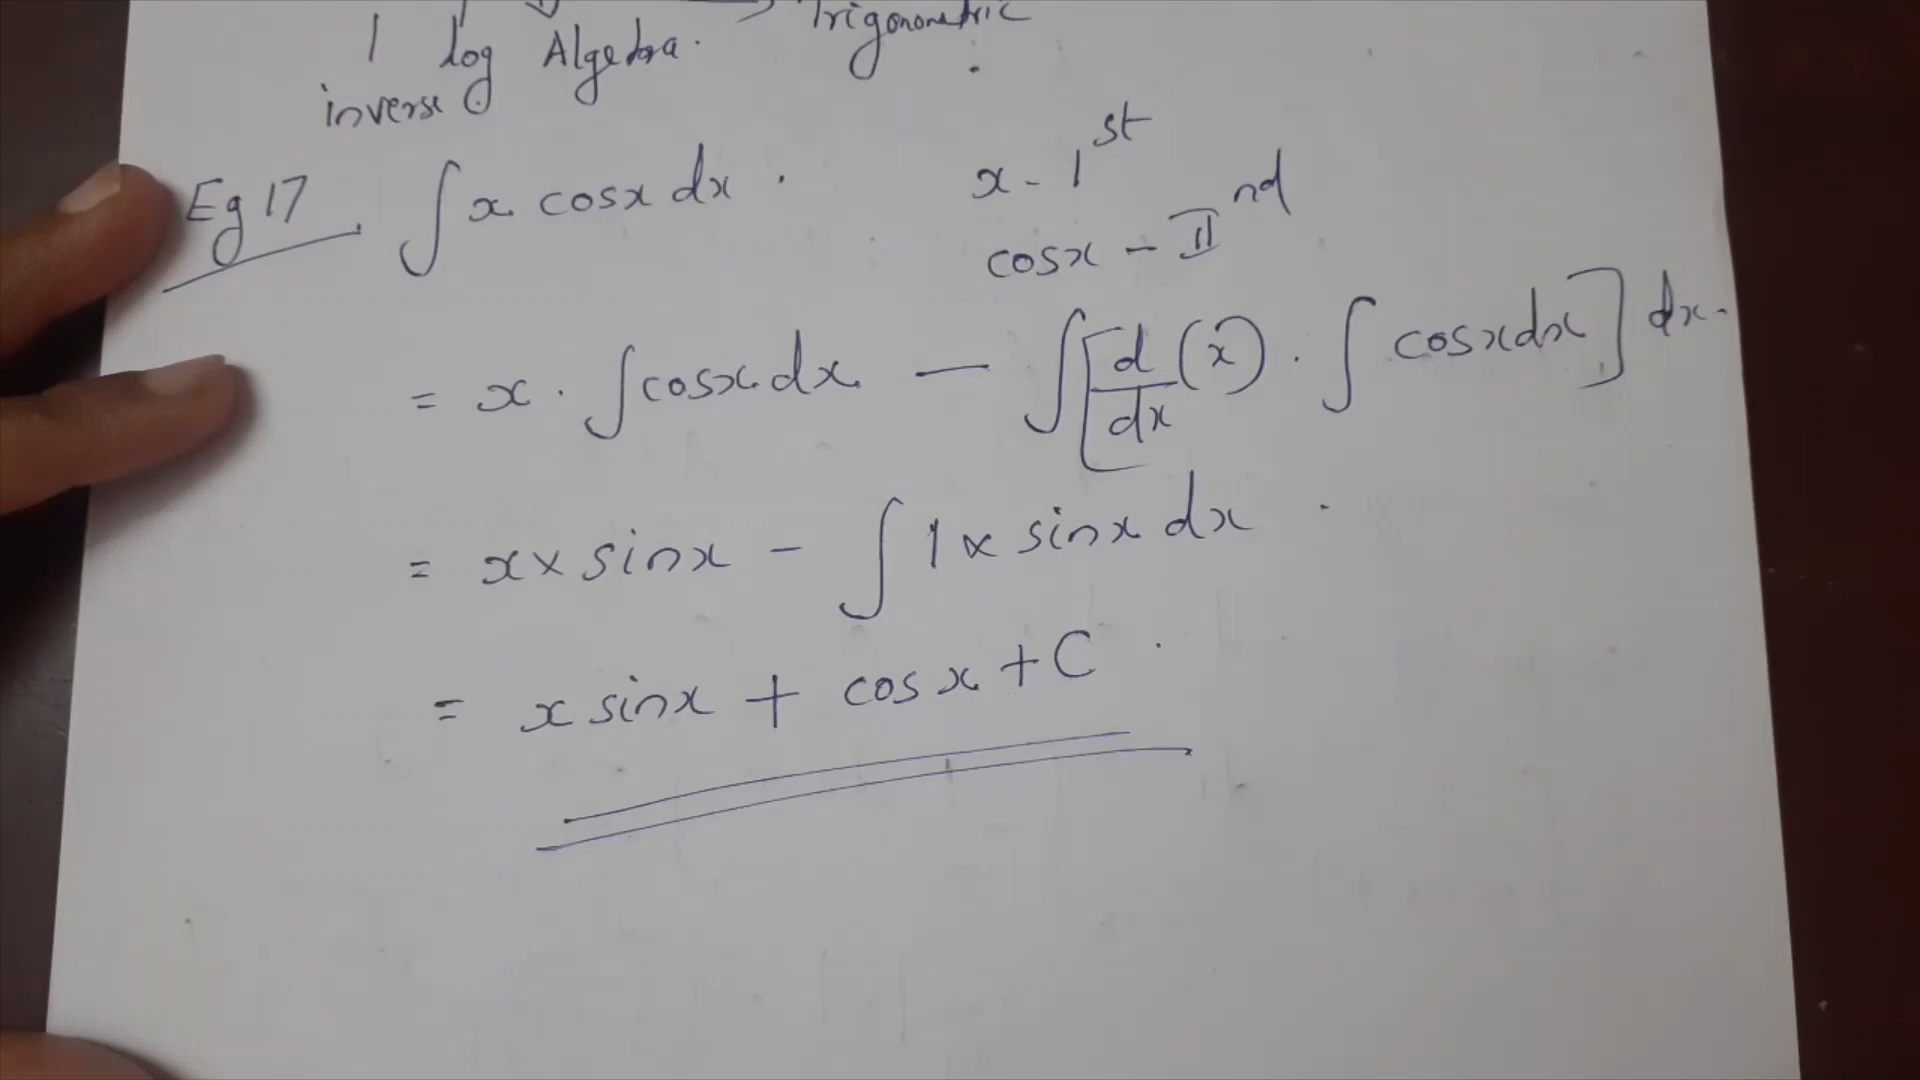 I log Algebra. → Trigonometric
inverse
Eg 17 ∫ x cosx dx . x - 1st
cosx - IInd
= x . ∫ cosx dx — ∫ [d/dx (x) . ∫ cosx dx] dx.
= x × sinx - ∫ 1 × sinx dx .
= x sinx + cosx + C .